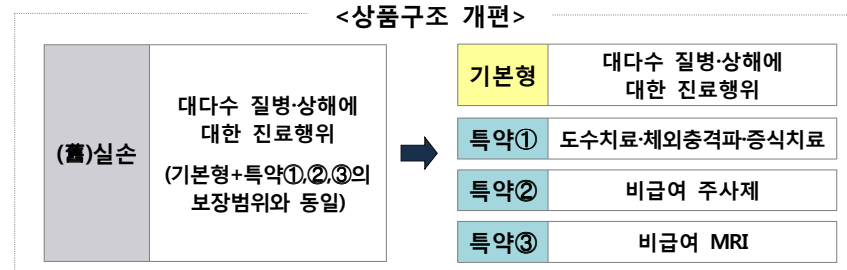 <상품구조 개편>
(舊)실손
대다수 질병·상해에
대한 진료행위
(기본형+특약①,②,③의
보장범위와 동일)
기본형
대다수 질병·상해에
대한 진료행위
특약①
도수치료·체외충격파·증식치료
특약②
비급여 주사제
특약③
비급여 MRI